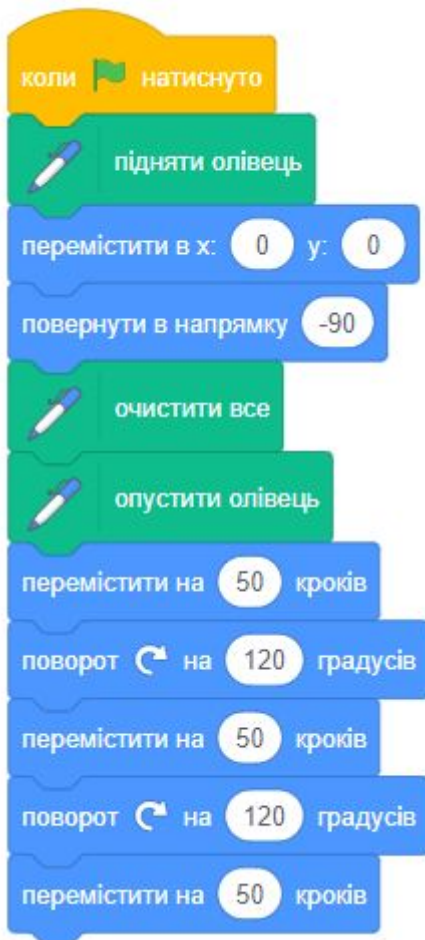 коли натиснуто
підняти олівець
перемістити в x: 0 y: 0
повернути в напрямку -90
очистити все
опустити олівець
перемістити на 50 кроків
поворот на 120 градусів
перемістити на 50 кроків
поворот на 120 градусів
перемістити на 50 кроків